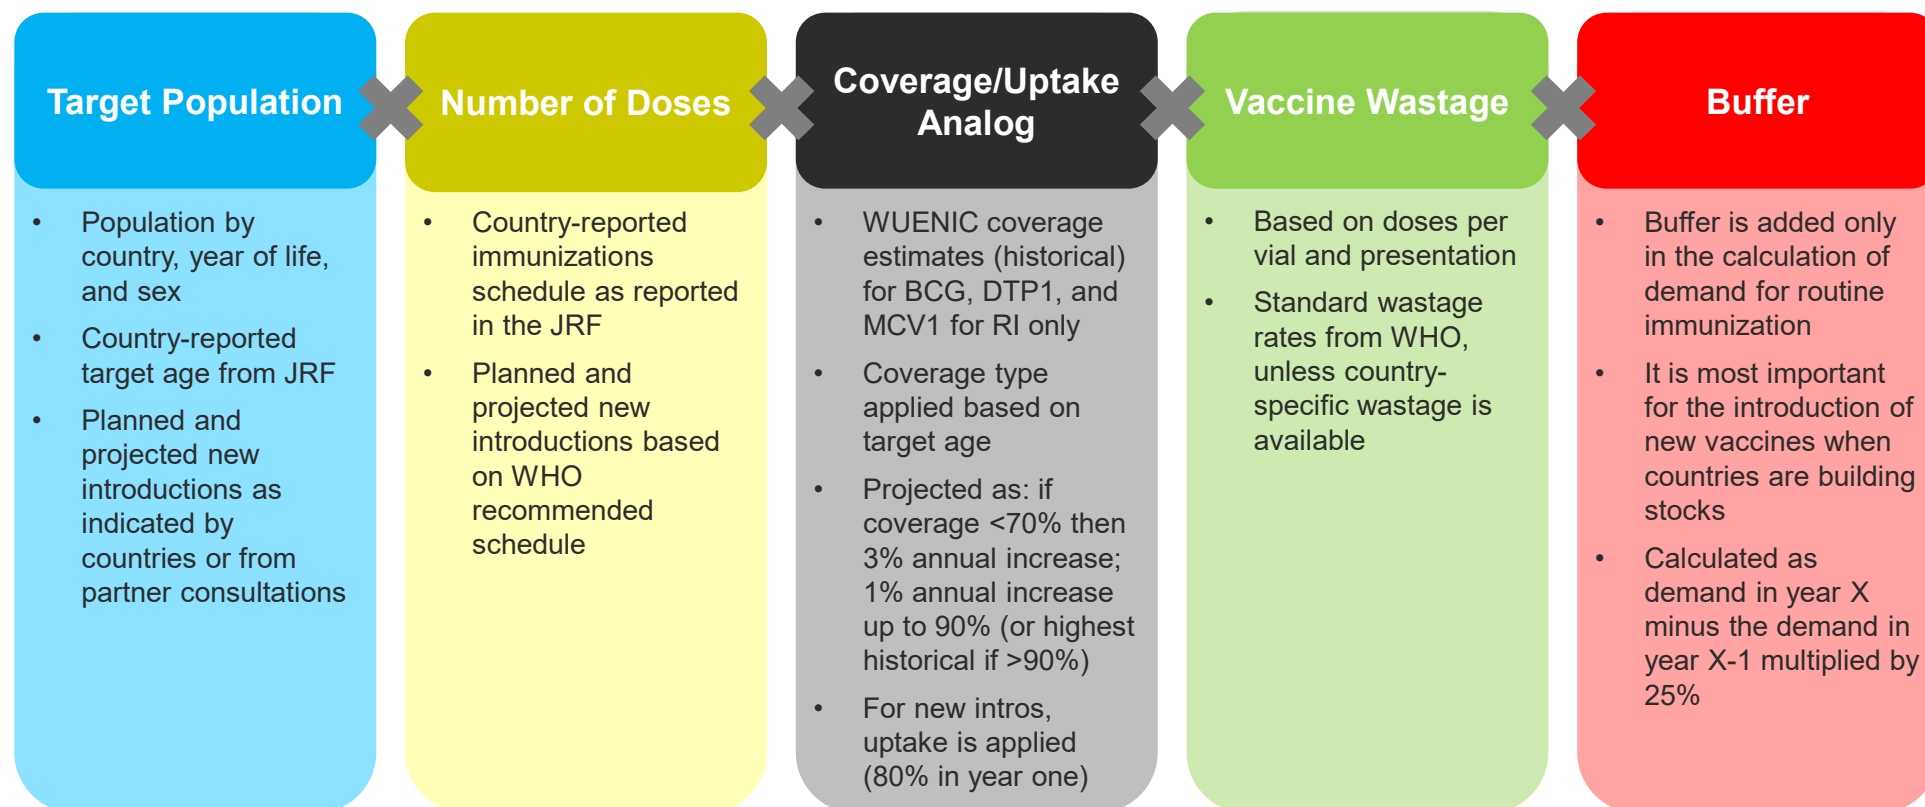 Target Population
• Population by
country, year of life,
and sex
• Country-reported
target age from JRF
• Planned and
projected new
introductions as
indicated by
countries or from
partner consultations
Number of Doses
• Country-reported
immunizations
schedule as reported
in the JRF
• Planned and
projected new
introductions based
on WHO
recommended
schedule
Coverage/Uptake
Analog
• WUENIC coverage
estimates (historical)
for BCG, DTP1, and
MCV1 for RI only
• Coverage type
applied based on
target age
• Projected as: if
coverage <70% then
3% annual increase;
1% annual increase
up to 90% (or highest
historical if >90%)
• For new intros,
uptake is applied
(80% in year one)
Vaccine Wastage
• Based on doses per
vial and presentation
• Standard wastage
rates from WHO,
unless country-
specific wastage is
available
Buffer
• Buffer is added only
in the calculation of
demand for routine
immunization
• It is most important
for the introduction of
new vaccines when
countries are building
stocks
• Calculated as
demand in year X
minus the demand in
year X-1 multiplied by
25%